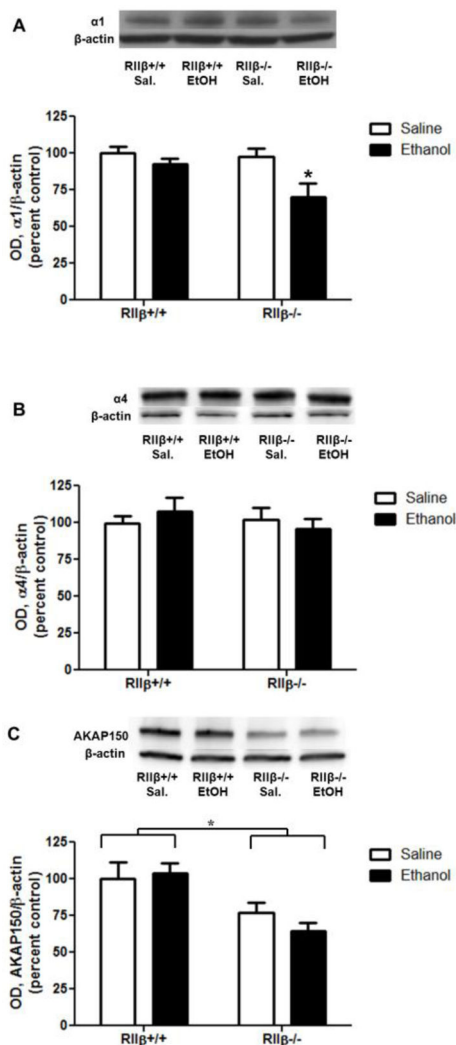 A
α1
β-actin
RIIβ+/+ RIIβ+/+ RIIβ-/- RIIβ-/-
Sal. EtOH Sal. EtOH
OD, α1/β-actin
(percent control)
125
100
75
50
25
0
Saline
Ethanol
*
RIIβ+/+ RIIβ-/-
B
α4
β-actin
RIIβ+/+ RIIβ+/+ RIIβ-/- RIIβ-/-
Sal. EtOH Sal. EtOH
OD, α4/β-actin
(percent control)
125
100
75
50
25
0
Saline
Ethanol
RIIβ+/+ RIIβ-/-
C
AKAP150
β-actin
RIIβ+/+ RIIβ+/+ RIIβ-/- RIIβ-/-
Sal. EtOH Sal. EtOH
OD, AKAP150/β-actin
(percent control)
125
100
75
50
25
0
*
Saline
Ethanol
RIIβ+/+ RIIβ-/-